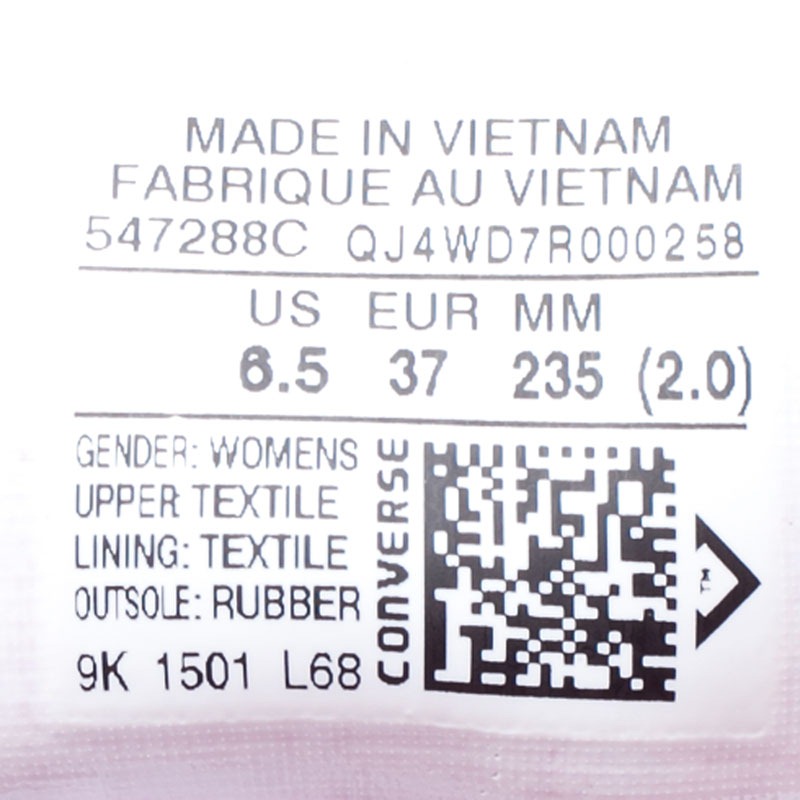 MADE IN VIETNAM
FABRIQUE AU VIETNAM
547288C QJ4WD7R000258
US EUR MM
6.5 37 235 (2.0)
GENDER: WOMENS
UPPER TEXTILE
LINING: TEXTILE
OUTSOLE: RUBBER
9K 1501 L68
CONVERSE
TM